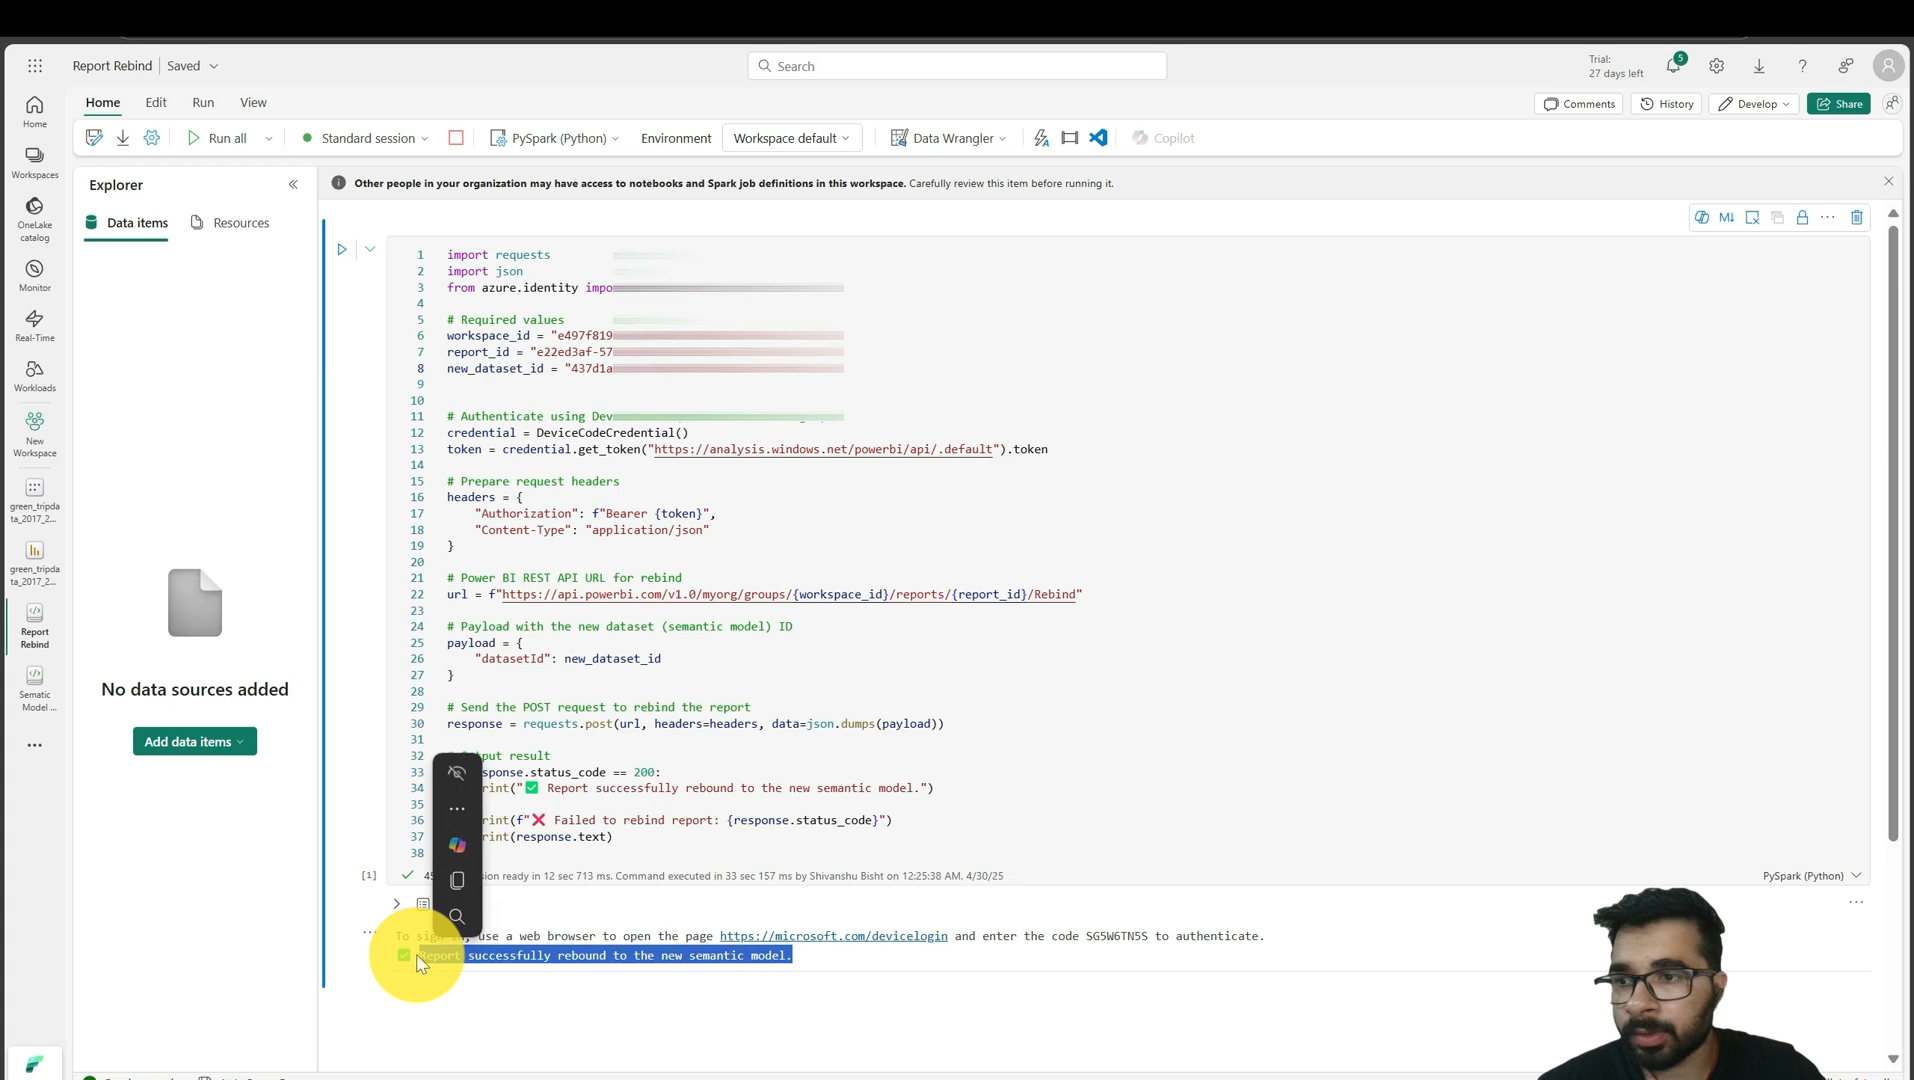 Report Rebind
Saved
Search
Trial:
27 days left
5
Home
Edit
Run
View
Comments
History
Develop
Share
Run all
Standard session
PySpark (Python)
Environment
Workspace default
Data Wrangler
Copilot
Home
Workspaces
OneLake
catalog
Monitor
Real-Time
Workloads
New
Workspace
green_tripda
ta_2017_2...
green_tripda
ta_2017_2...
Report
Rebind
Sematic
Model ...
Explorer
Data items
Resources
No data sources added
Add data items
Other people in your organization may have access to notebooks and Spark job definitions in this workspace. Carefully review this item before running it.
M↓
1 import requests
2 import json
3 from azure.identity impo
4
5 # Required values
6 workspace_id = "e497f819
7 report_id = "e22ed3af-57
8 new_dataset_id = "437d1a
9
10
11 # Authenticate using Dev
12 credential = DeviceCodeCredential()
13 token = credential.get_token("https://analysis.windows.net/powerbi/api/.default").token
14
15 # Prepare request headers
16 headers = {
17 "Authorization": f"Bearer {token}",
18 "Content-Type": "application/json"
19 }
20
21 # Power BI REST API URL for rebind
22 url = f"https://api.powerbi.com/v1.0/myorg/groups/{workspace_id}/reports/{report_id}/Rebind"
23
24 # Payload with the new dataset (semantic model) ID
25 payload = {
26 "datasetId": new_dataset_id
27 }
28
29 # Send the POST request to rebind the report
30 response = requests.post(url, headers=headers, data=json.dumps(payload))
31
32 tput result
33 sponse.status_code == 200:
34 rint("✅ Report successfully rebound to the new semantic model.")
35
36 rint(f"❌ Failed to rebind report: {response.status_code}")
37 rint(response.text)
38
[1]
ion ready in 12 sec 713 ms. Command executed in 33 sec 157 ms by Shivanshu Bisht on 12:25:38 AM, 4/30/25
PySpark (Python)
To sign in, use a web browser to open the page https://microsoft.com/devicelogin and enter the code SG5W6TN5S to authenticate.
✅ Report successfully rebound to the new semantic model.